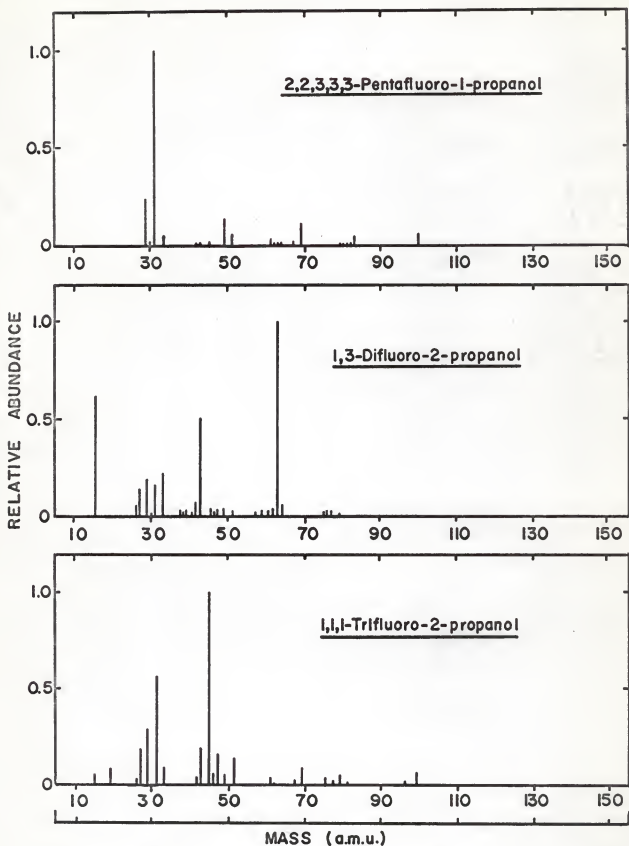 2,2,3,3,3-Pentafluoro-1-propanol
1.0
0.5
0
10 30 50 70 90 110 130 150
1,3-Difluoro-2-propanol
1.0
0.5
0
10 30 50 70 90 110 130 150
1,1,1-Trifluoro-2-propanol
1.0
0.5
0
10 30 50 70 90 110 130 150
RELATIVE ABUNDANCE
MASS (a.m.u.)